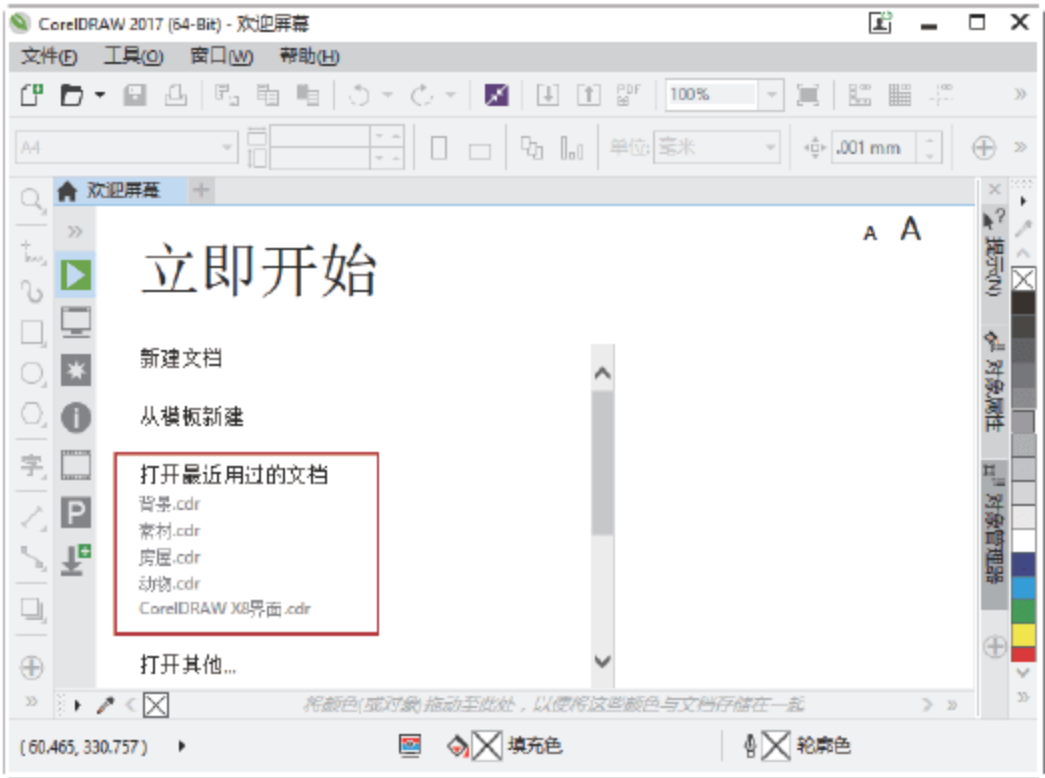 CorelDRAW 2017 (64-Bit) - 欢迎屏幕
文件(F) 工具(O) 窗口(W) 帮助(H)
PDF 100%
A4 单位: 毫米 .001 mm
欢迎屏幕
A A
立即开始
新建文档
从模板新建
打开最近用过的文档
背景.cdr
素材.cdr
房屋.cdr
动物.cdr
CorelDRAW X8界面.cdr
打开其他...
提示(N)
对象属性
对象管理器
字
P
将颜色(或对象)拖动至此处，以便将这些颜色与文档存储在一起
( 60.465, 330.757 ) 填充色 轮廓色